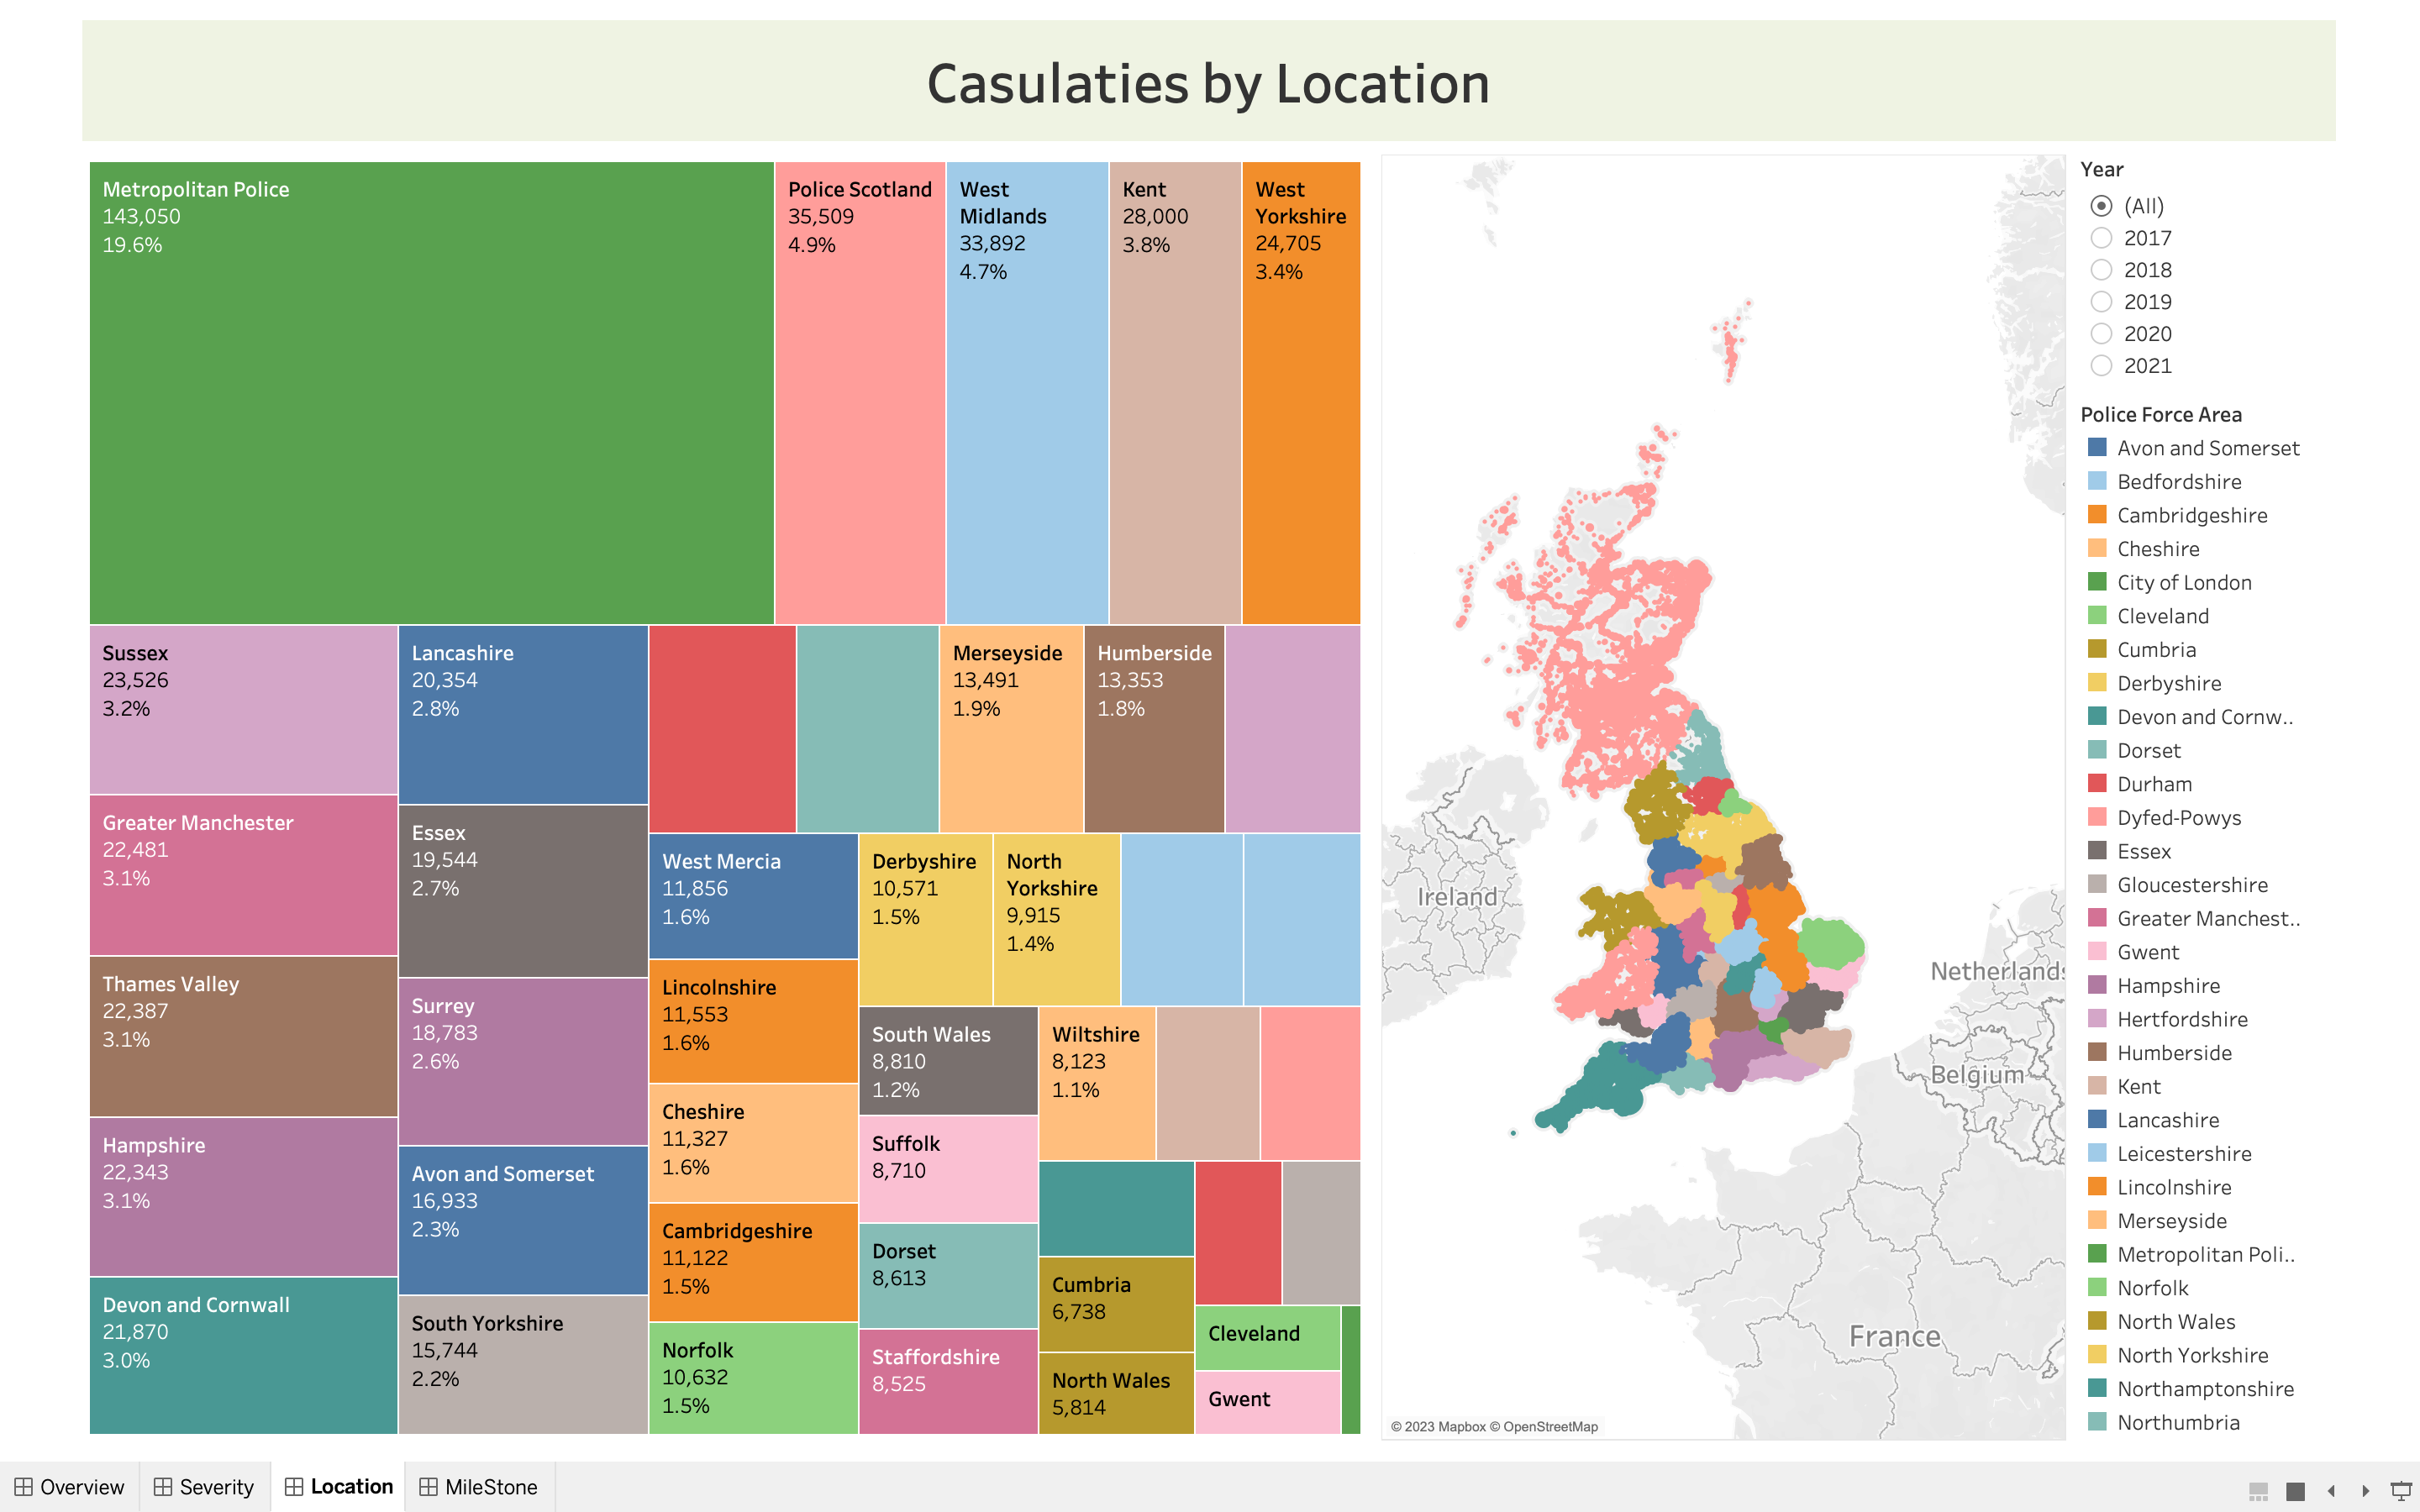 Casulaties by Location
Metropolitan Police
143,050
19.6%
Police Scotland
35,509
4.9%
West
Midlands
33,892
4.7%
Kent
28,000
3.8%
West
Yorkshire
24,705
3.4%
Sussex
23,526
3.2%
Greater Manchester
22,481
3.1%
Thames Valley
22,387
3.1%
Hampshire
22,343
3.1%
Devon and Cornwall
21,870
3.0%
Lancashire
20,354
2.8%
Essex
19,544
2.7%
Surrey
18,783
2.6%
Avon and Somerset
16,933
2.3%
South Yorkshire
15,744
2.2%
Merseyside
13,491
1.9%
Humberside
13,353
1.8%
West Mercia
11,856
1.6%
Lincolnshire
11,553
1.6%
Cheshire
11,327
1.6%
Cambridgeshire
11,122
1.5%
Norfolk
10,632
1.5%
Derbyshire
10,571
1.5%
North
Yorkshire
9,915
1.4%
South Wales
8,810
1.2%
Suffolk
8,710
Dorset
8,613
Staffordshire
8,525
Wiltshire
8,123
1.1%
Cumbria
6,738
North Wales
5,814
Cleveland
Gwent
Ireland
Netherlands
Belgium
France
© 2023 Mapbox © OpenStreetMap
Year
(All)
2017
2018
2019
2020
2021
Police Force Area
Avon and Somerset
Bedfordshire
Cambridgeshire
Cheshire
City of London
Cleveland
Cumbria
Derbyshire
Devon and Cornw..
Dorset
Durham
Dyfed-Powys
Essex
Gloucestershire
Greater Manchest..
Gwent
Hampshire
Hertfordshire
Humberside
Kent
Lancashire
Leicestershire
Lincolnshire
Merseyside
Metropolitan Poli..
Norfolk
North Wales
North Yorkshire
Northamptonshire
Northumbria
Overview
Severity
Location
MileStone